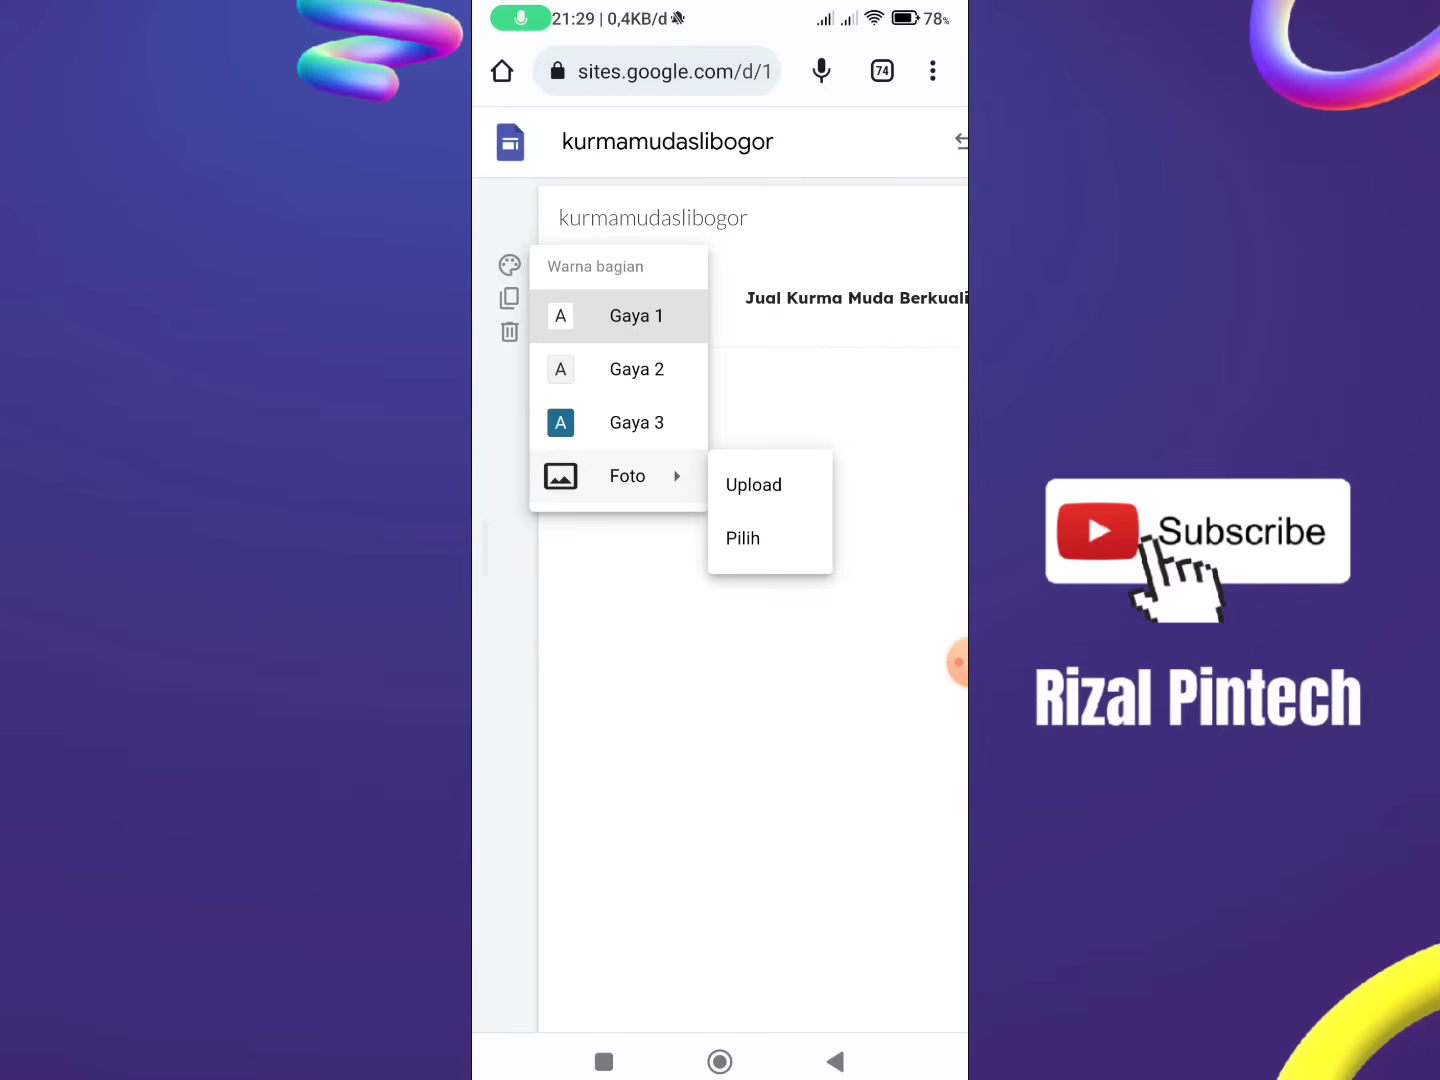 21:29 | 0,4KB/d
78%
sites.google.com/d/1
74
kurmamudaslibogor
kurmamudaslibogor
Warna bagian
A Gaya 1
Jual Kurma Muda Berkuali
A Gaya 2
A Gaya 3
Foto
Upload
Pilih
Subscribe
Rizal Pintech